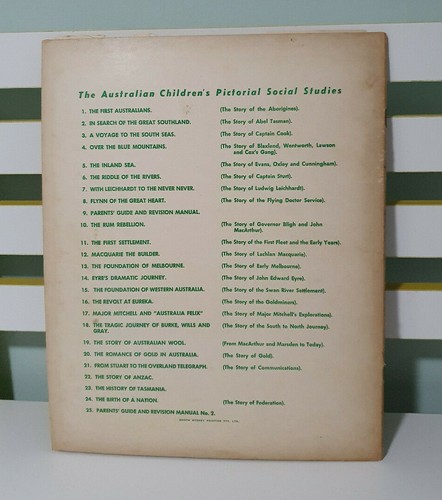 The Australian Children's Pictorial Social Studies
1. THE FIRST AUSTRALIANS. (The Story of the Aborigines).
2. IN SEARCH OF THE GREAT SOUTHLAND. (The Story of Abel Tasman).
3. A VOYAGE TO THE SOUTH SEAS. (The Story of Captain Cook).
4. OVER THE BLUE MOUNTAINS. (The Story of Blaxland, Wentworth, Lawson
and Cox's Gang).
5. THE INLAND SEA. (The Story of Evans, Oxley and Cunningham).
6. THE RIDDLE OF THE RIVERS. (The Story of Captain Sturt).
7. WITH LEICHHARDT TO THE NEVER NEVER. (The Story of Ludwig Leichhardt).
8. FLYNN OF THE GREAT HEART. (The Story of the Flying Doctor Service).
9. PARENTS' GUIDE AND REVISION MANUAL.
10. THE RUM REBELLION. (The Story of Governor Bligh and John
MacArthur).
11. THE FIRST SETTLEMENT. (The Story of the First Fleet and the Early Years).
12. MACQUARIE THE BUILDER. (The Story of Lachlan Macquarie).
13. THE FOUNDATION OF MELBOURNE. (The Story of Early Melbourne).
14. EYRE'S DRAMATIC JOURNEY. (The Story of John Edward Eyre).
15. THE FOUNDATION OF WESTERN AUSTRALIA. (The Story of the Swan River Settlement).
16. THE REVOLT AT EUREKA. (The Story of the Goldminers).
17. MAJOR MITCHELL AND "AUSTRALIA FELIX" (The Story of Major Mitchell's Explorations).
18. THE TRAGIC JOURNEY OF BURKE, WILLS AND (The Story of the South to North Journey).
GRAY.
19. THE STORY OF AUSTRALIAN WOOL. (From MacArthur and Marsden to Today).
20. THE ROMANCE OF GOLD IN AUSTRALIA. (The Story of Gold).
21. FROM STUART TO THE OVERLAND TELEGRAPH. (The Story of Communications).
22. THE STORY OF ANZAC.
23. THE HISTORY OF TASMANIA.
24. THE BIRTH OF A NATION. (The Story of Federation).
25. PARENTS' GUIDE AND REVISION MANUAL No. 2.